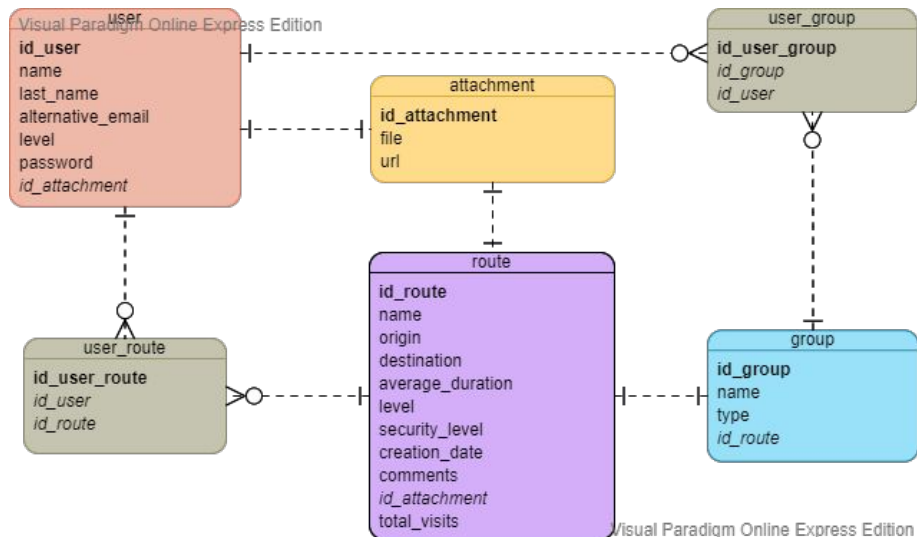 user
Visual Paradigm Online Express Edition
id_user
name
last_name
alternative_email
level
password
id_attachment
attachment
id_attachment
file
url
user_group
id_user_group
id_group
id_user
user_route
id_user_route
id_user
id_route
route
id_route
name
origin
destination
average_duration
level
security_level
creation_date
comments
id_attachment
total_visits
group
id_group
name
type
id_route
Visual Paradigm Online Express Edition